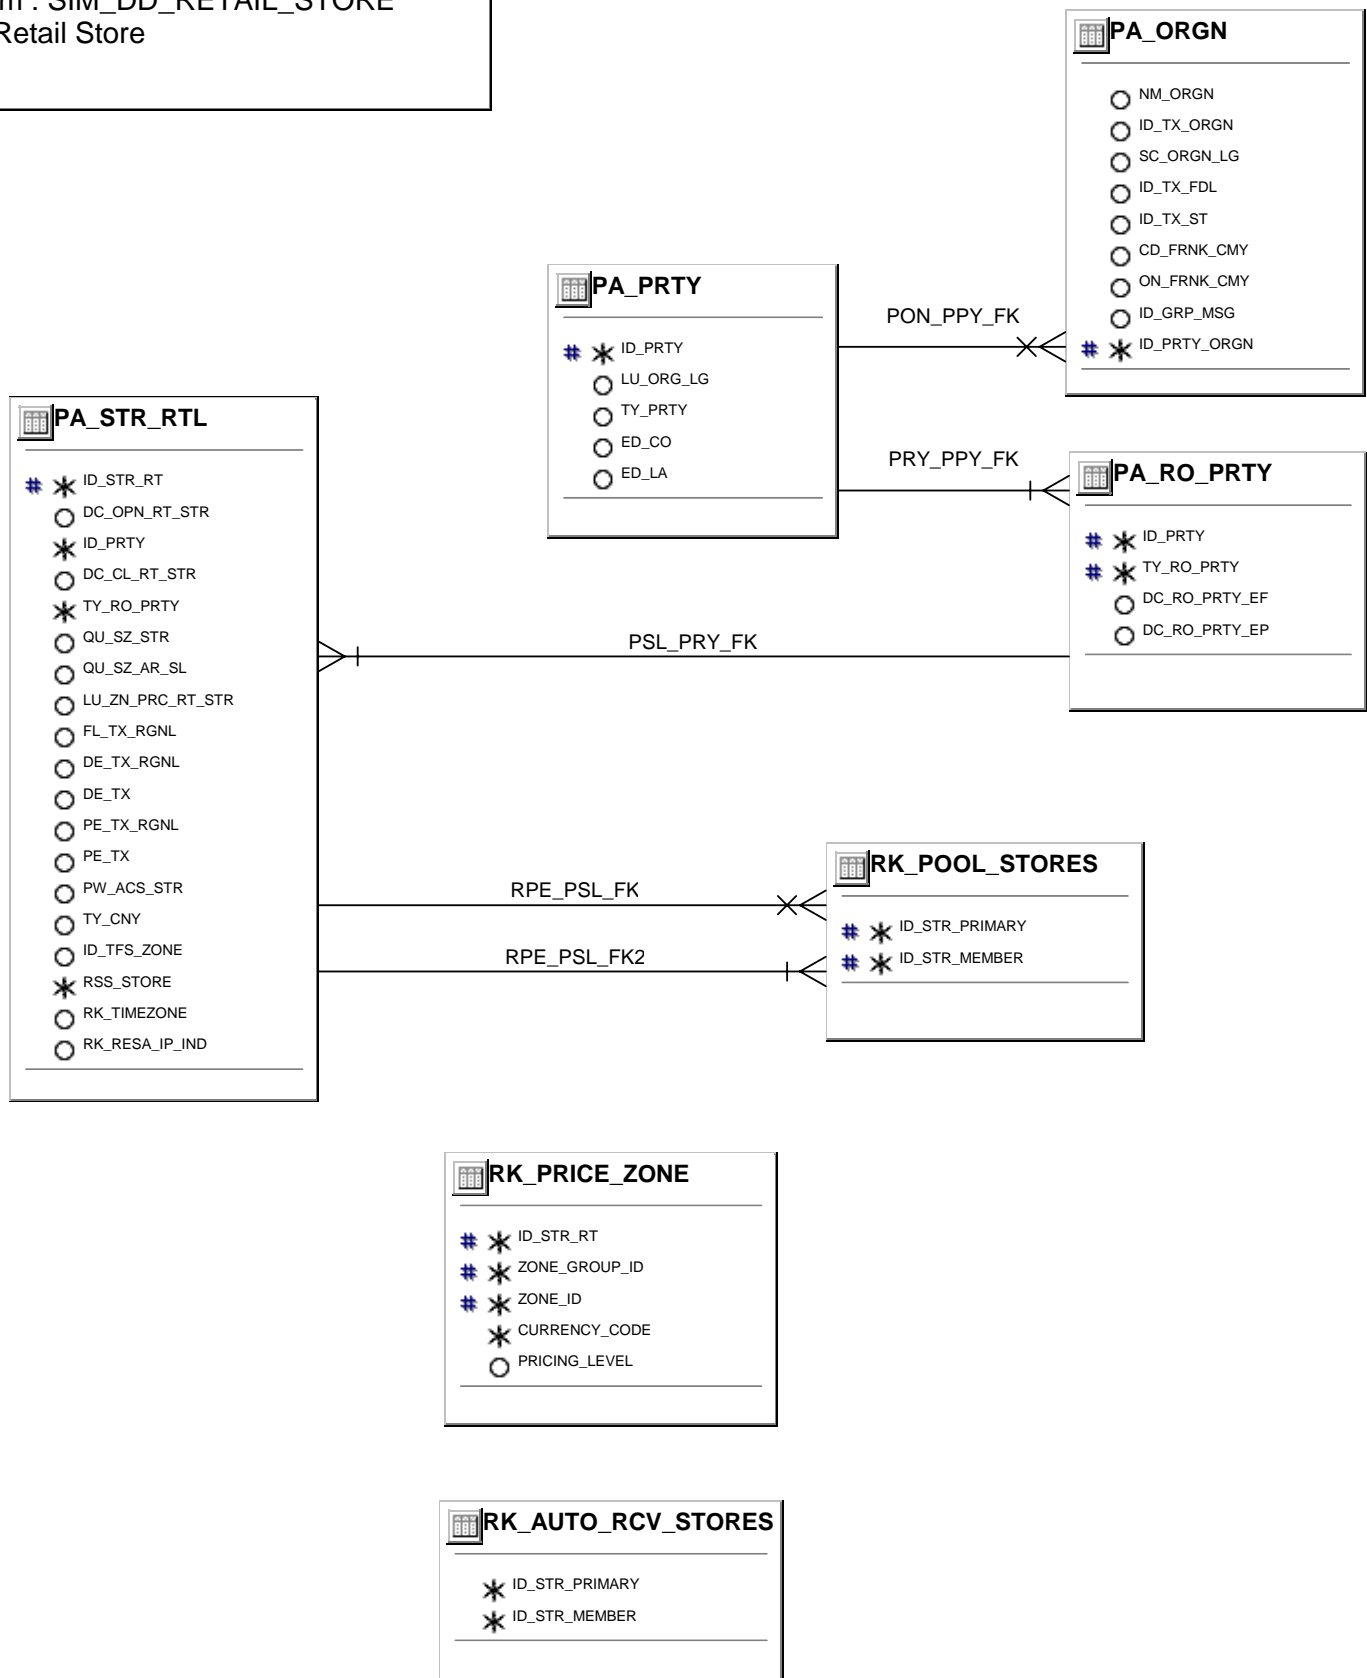 : SIM_DD_RETAIL_STORE
Retail Store
PA_ORGN
NM_ORGN
ID_TX_ORGN
SC_ORGN_LG
ID_TX_FDL
ID_TX_ST
CD_FRNK_CMY
ON_FRNK_CMY
ID_GRP_MSG
# * ID_PRTY_ORGN
PA_PRTY
# * ID_PRTY
LU_ORG_LG
TY_PRTY
ED_CO
ED_LA
PON_PPY_FK
PRY_PPY_FK
PA_RO_PRTY
# * ID_PRTY
# * TY_RO_PRTY
DC_RO_PRTY_EF
DC_RO_PRTY_EP
PA_STR_RTL
# * ID_STR_RT
DC_OPN_RT_STR
* ID_PRTY
DC_CL_RT_STR
* TY_RO_PRTY
QU_SZ_STR
QU_SZ_AR_SL
LU_ZN_PRC_RT_STR
FL_TX_RGNL
DE_TX_RGNL
DE_TX
PE_TX_RGNL
PE_TX
PW_ACS_STR
TY_CNY
ID_TFS_ZONE
* RSS_STORE
RK_TIMEZONE
RK_RESA_IP_IND
PSL_PRY_FK
RPE_PSL_FK
RPE_PSL_FK2
RK_POOL_STORES
# * ID_STR_PRIMARY
# * ID_STR_MEMBER
RK_PRICE_ZONE
# * ID_STR_RT
# * ZONE_GROUP_ID
# * ZONE_ID
* CURRENCY_CODE
PRICING_LEVEL
RK_AUTO_RCV_STORES
* ID_STR_PRIMARY
* ID_STR_MEMBER